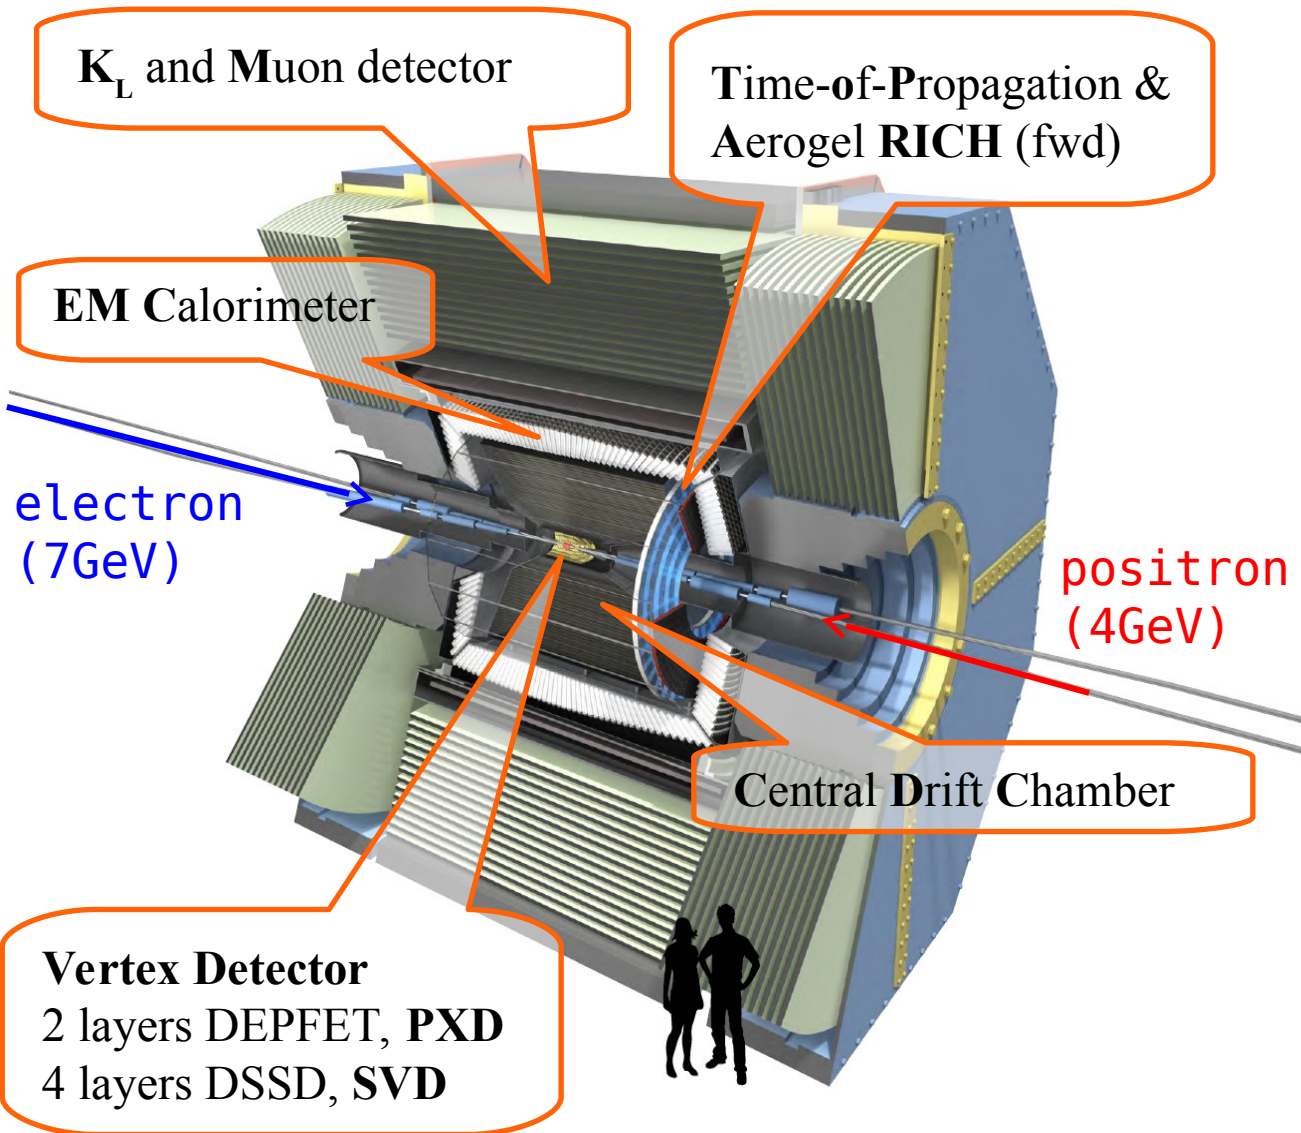 K_L and Muon detector
Time-of-Propagation &
Aerogel RICH (fwd)
EM Calorimeter
electron
(7GeV)
positron
(4GeV)
Central Drift Chamber
Vertex Detector
2 layers DEPFET, PXD
4 layers DSSD, SVD